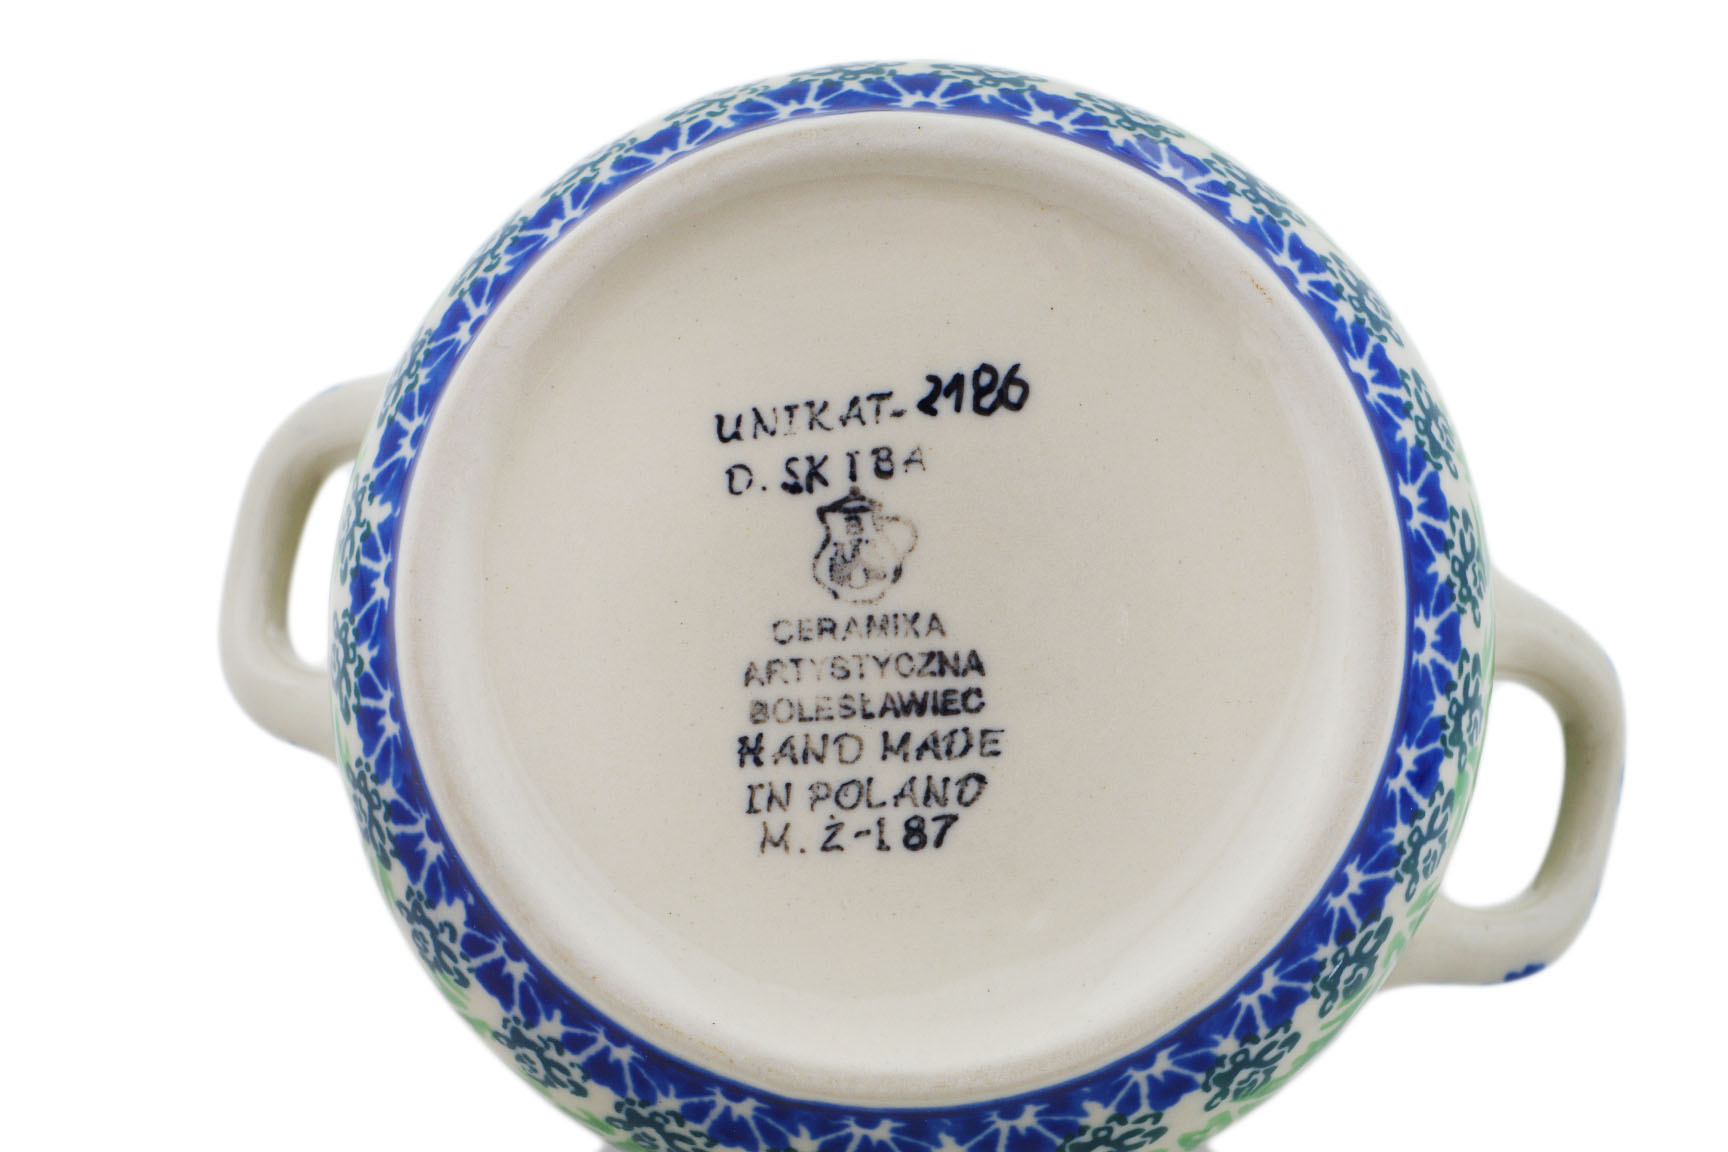 UNIKAT-2186
D. SKIBA
B
CERAMIKA
ARTYSTYCZNA
BOLESŁAWIEC
HAND MADE
IN POLAND
M. Ż-187